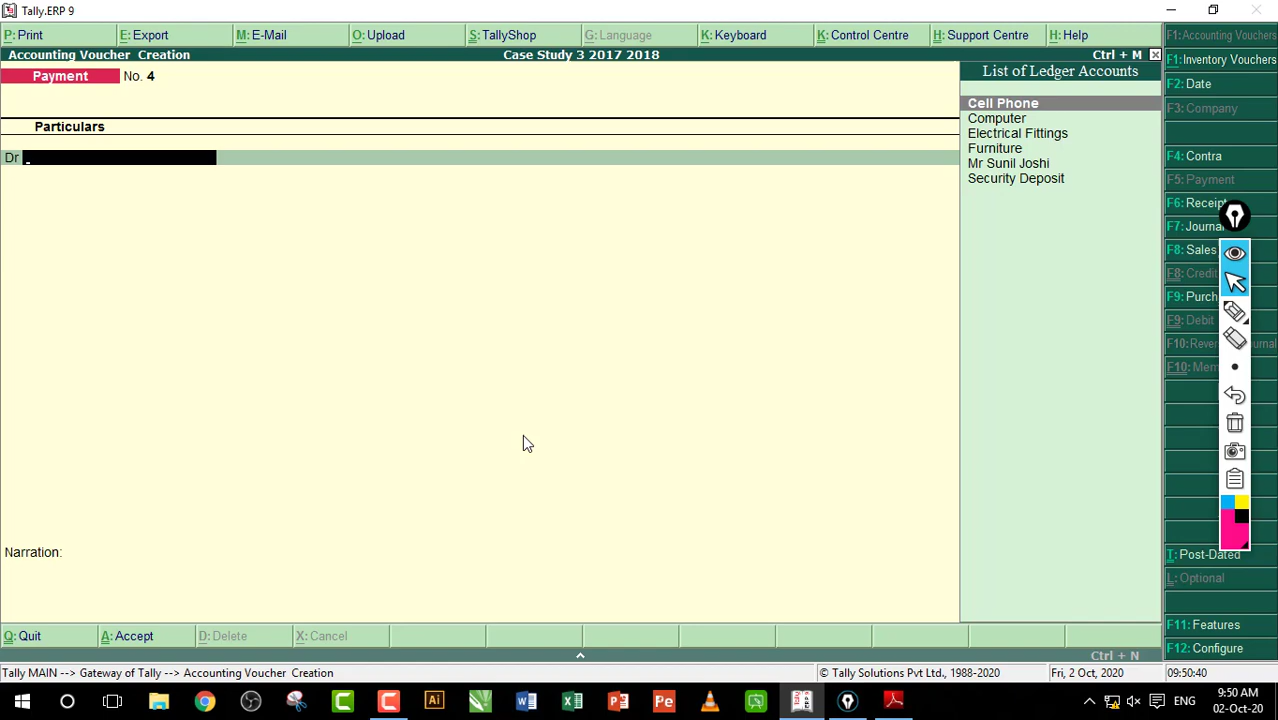 Tally.ERP 9
P: Print
E: Export
M: E-Mail
O: Upload
S: TallyShop
G: Language
K: Keyboard
K: Control Centre
H: Support Centre
H: Help
F1: Accounting Vouchers
Accounting Voucher Creation
Case Study 3 2017 2018
Ctrl + M
F1: Inventory Vouchers
Payment No. 4
List of Ledger Accounts
F2: Date
Cell Phone
F3: Company
Computer
Particulars
Electrical Fittings
Furniture
Dr
Mr Sunil Joshi
F4: Contra
Security Deposit
F5: Payment
F6: Receipt
F7: Journa
F8: Sales
F8: Credi
F9: Purch
F9: Debit
F10: Rever rnal
F10: Mem
Narration:
T: Post-Dated
L: Optional
F11: Features
Q: Quit
A: Accept
D: Delete
X: Cancel
F12: Configure
Ctrl + N
Tally MAIN --> Gateway of Tally --> Accounting Voucher Creation
© Tally Solutions Pvt Ltd., 1988-2020
Fri, 2 Oct, 2020
09:50:40
Ai
Pe
ENG
9:50 AM
02-Oct-20